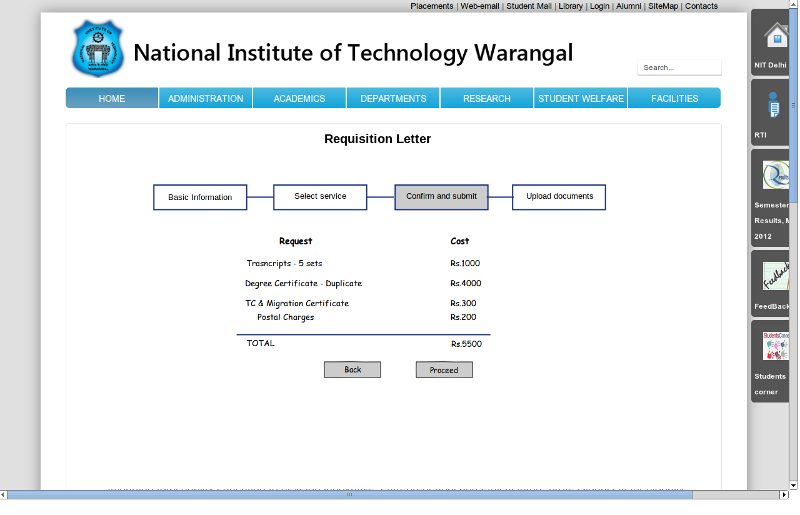 Placements | Web-email | Student Mail | Library | Login | Alumni | SiteMap | Contacts
National Institute of Technology Warangal
Search...
HOME ADMINISTRATION ACADEMICS DEPARTMENTS RESEARCH STUDENT WELFARE FACILITIES
NIT Delhi
RTI
Results
Semester
Results, M
2012
Feedback
FeedBack
Students
corner
Requisition Letter
Basic Information Select service Confirm and submit Upload documents
Request Cost
Trasncripts - 5 sets Rs.1000
Degree Certificate - Duplicate Rs.4000
TC & Migration Certificate Rs.300
Postal Charges Rs.200
TOTAL Rs.5500
Back Proceed